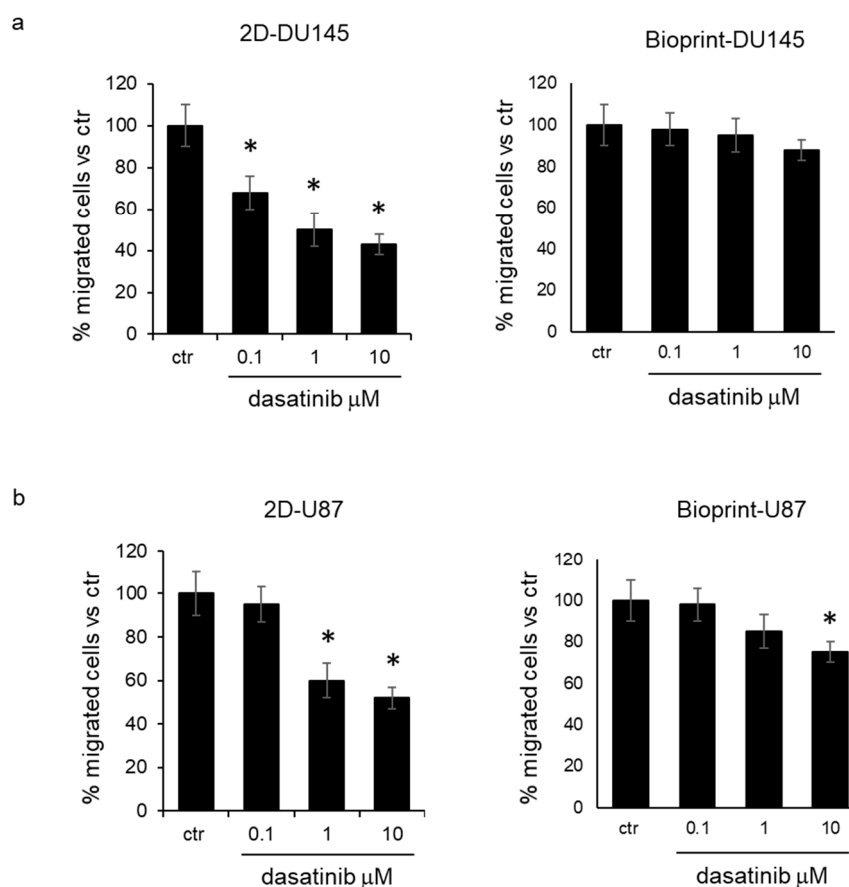 a
2D-DU145
% migrated cells vs ctr
120
100
80
60
40
20
0
*
*
*
ctr 0.1 1 10
dasatinib μM
Bioprint-DU145
% migrated cells vs ctr
120
100
80
60
40
20
0
ctr 0.1 1 10
dasatinib μM
b
2D-U87
% migrated cells vs ctr
120
100
80
60
40
20
0
*
*
ctr 0.1 1 10
dasatinib μM
Bioprint-U87
% migrated cells vs ctr
120
100
80
60
40
20
0
*
ctr 0.1 1 10
dasatinib μM